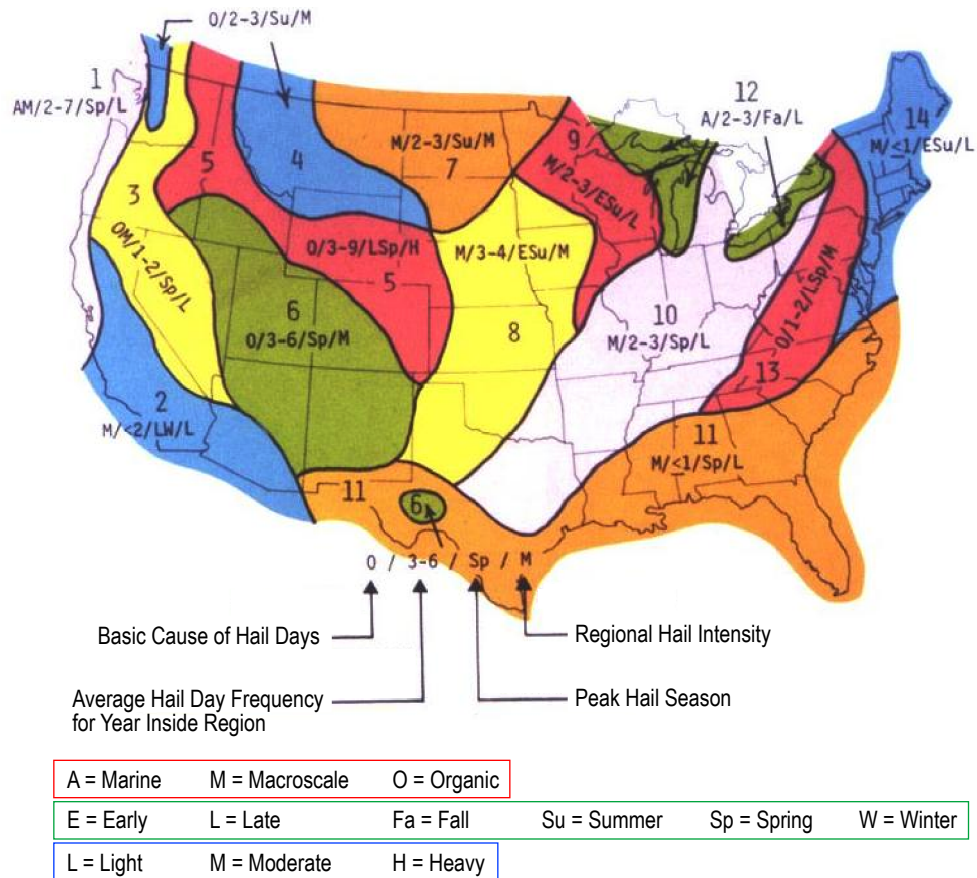 O/2-3/Su/M
1
AM/2-7/Sp/L
12
A/2-3/Fa/L
14
M/<1/ESu/L
M/2-3/Su/M
7
9
M/2-3/ESu/L
5
4
3
OM/1-2/Sp/L
O/3-9/LSp/H
5
M/3-4/ESu/M
8
6
O/3-6/Sp/M
10
M/2-3/Sp/L
O/1-2/LSp/M
13
2
M/<2/LW/L
11
M/<1/Sp/L
11
6
O / 3-6 / Sp / M
Basic Cause of Hail Days
Regional Hail Intensity
Average Hail Day Frequency
for Year Inside Region
Peak Hail Season
A = Marine M = Macroscale O = Organic
E = Early L = Late Fa = Fall Su = Summer Sp = Spring W = Winter
L = Light M = Moderate H = Heavy